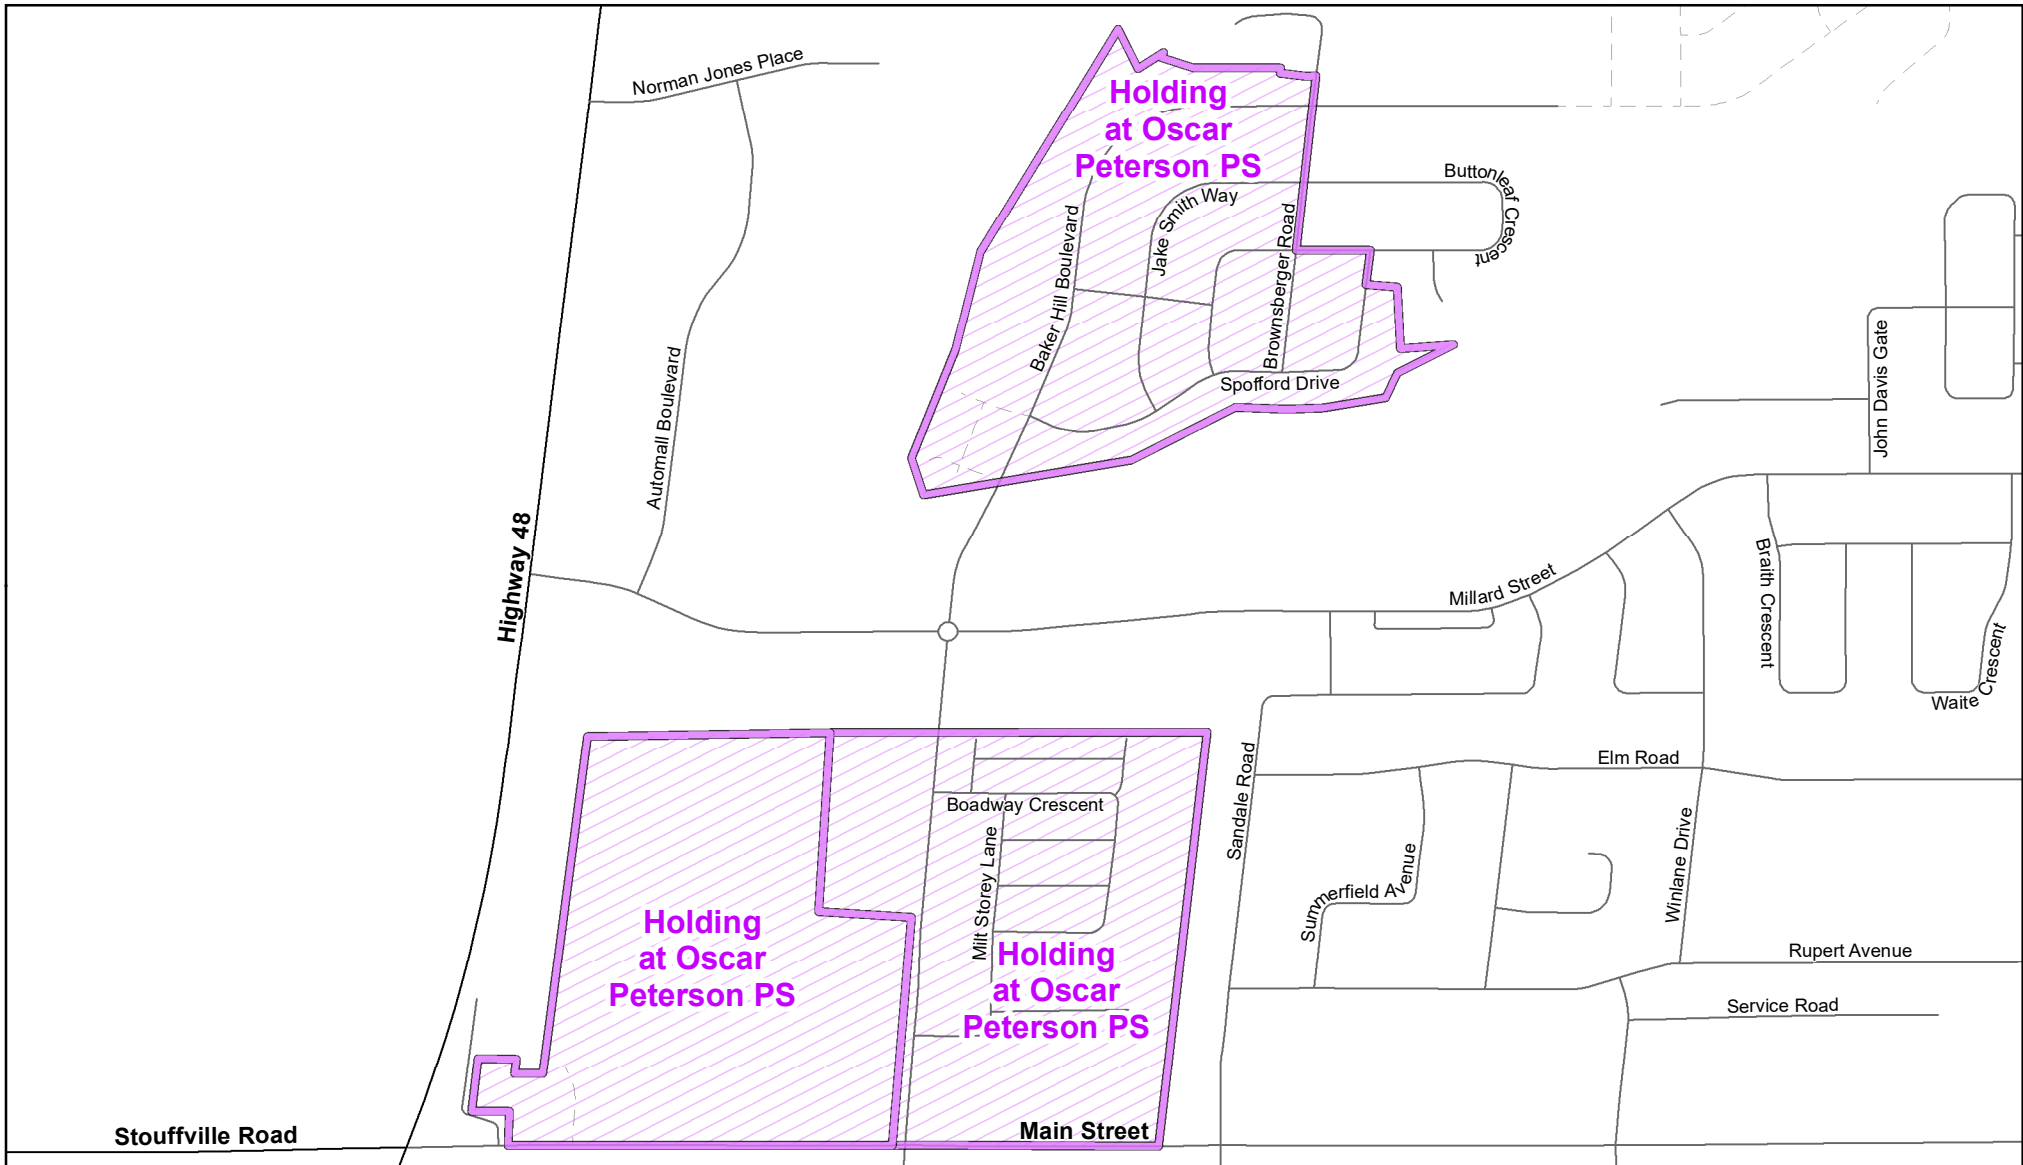 Norman Jones Place
Holding
at Oscar
Peterson PS
Buttonleaf Crescent
Jake Smith Way
Baker Hill Boulevard
Brownsberger Road
Spofford Drive
Automall Boulevard
John Davis Gate
Highway 48
Millard Street
Braith Crescent
Waite Crescent
Elm Road
Sandale Road
Boadway Crescent
Milt Storey Lane
Summerfield Avenue
Winlane Drive
Holding
at Oscar
Peterson PS
Holding
at Oscar
Peterson PS
Rupert Avenue
Service Road
Stouffville Road
Main Street